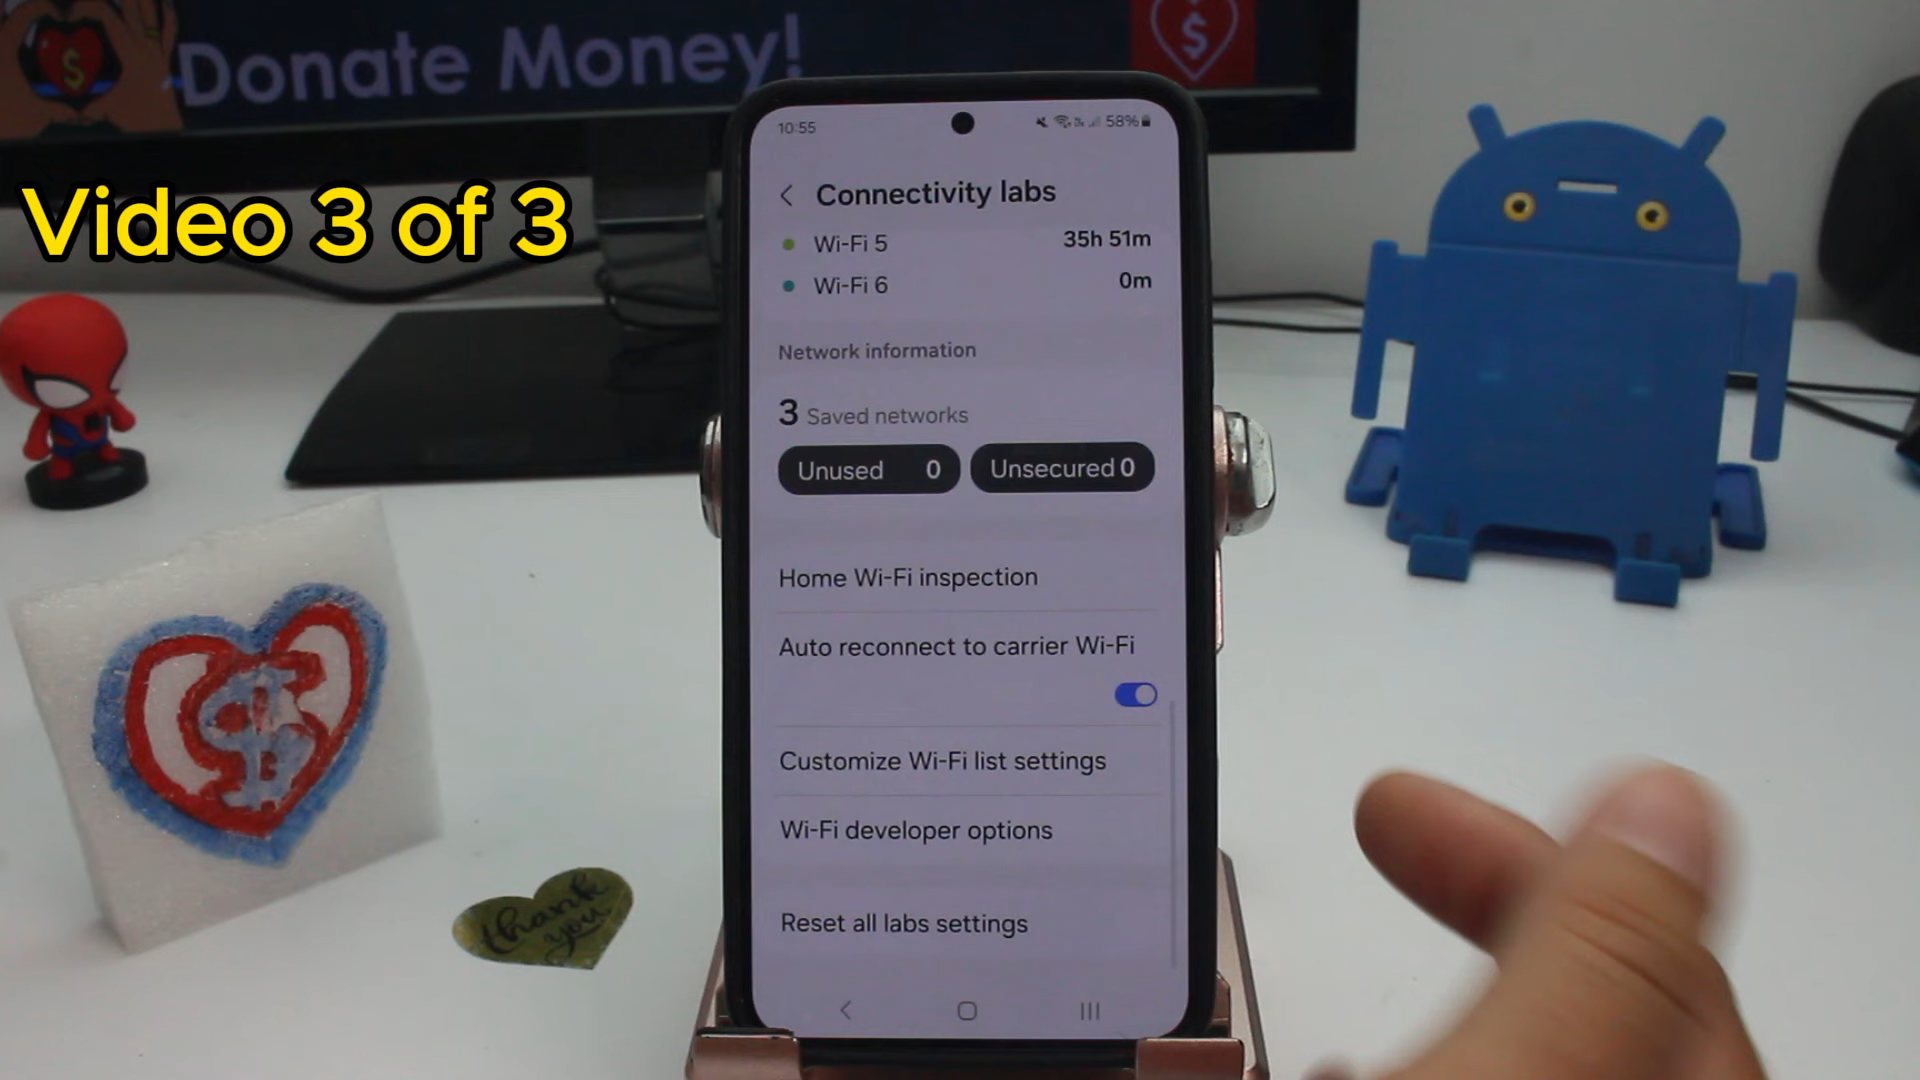 Donate Money!
$
$
Video 3 of 3
10:55
58%
Connectivity labs
Wi-Fi 5 35h 51m
Wi-Fi 6 0m
Network information
3 Saved networks
Unused 0 Unsecured 0
Home Wi-Fi inspection
Auto reconnect to carrier Wi-Fi
Customize Wi-Fi list settings
Wi-Fi developer options
Reset all labs settings
thank
you